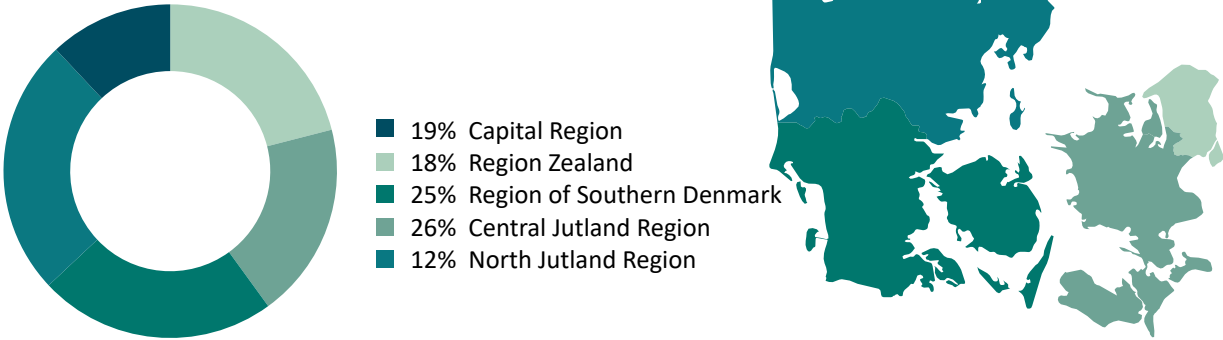 19% Capital Region
18% Region Zealand
25% Region of Southern Denmark
26% Central Jutland Region
12% North Jutland Region